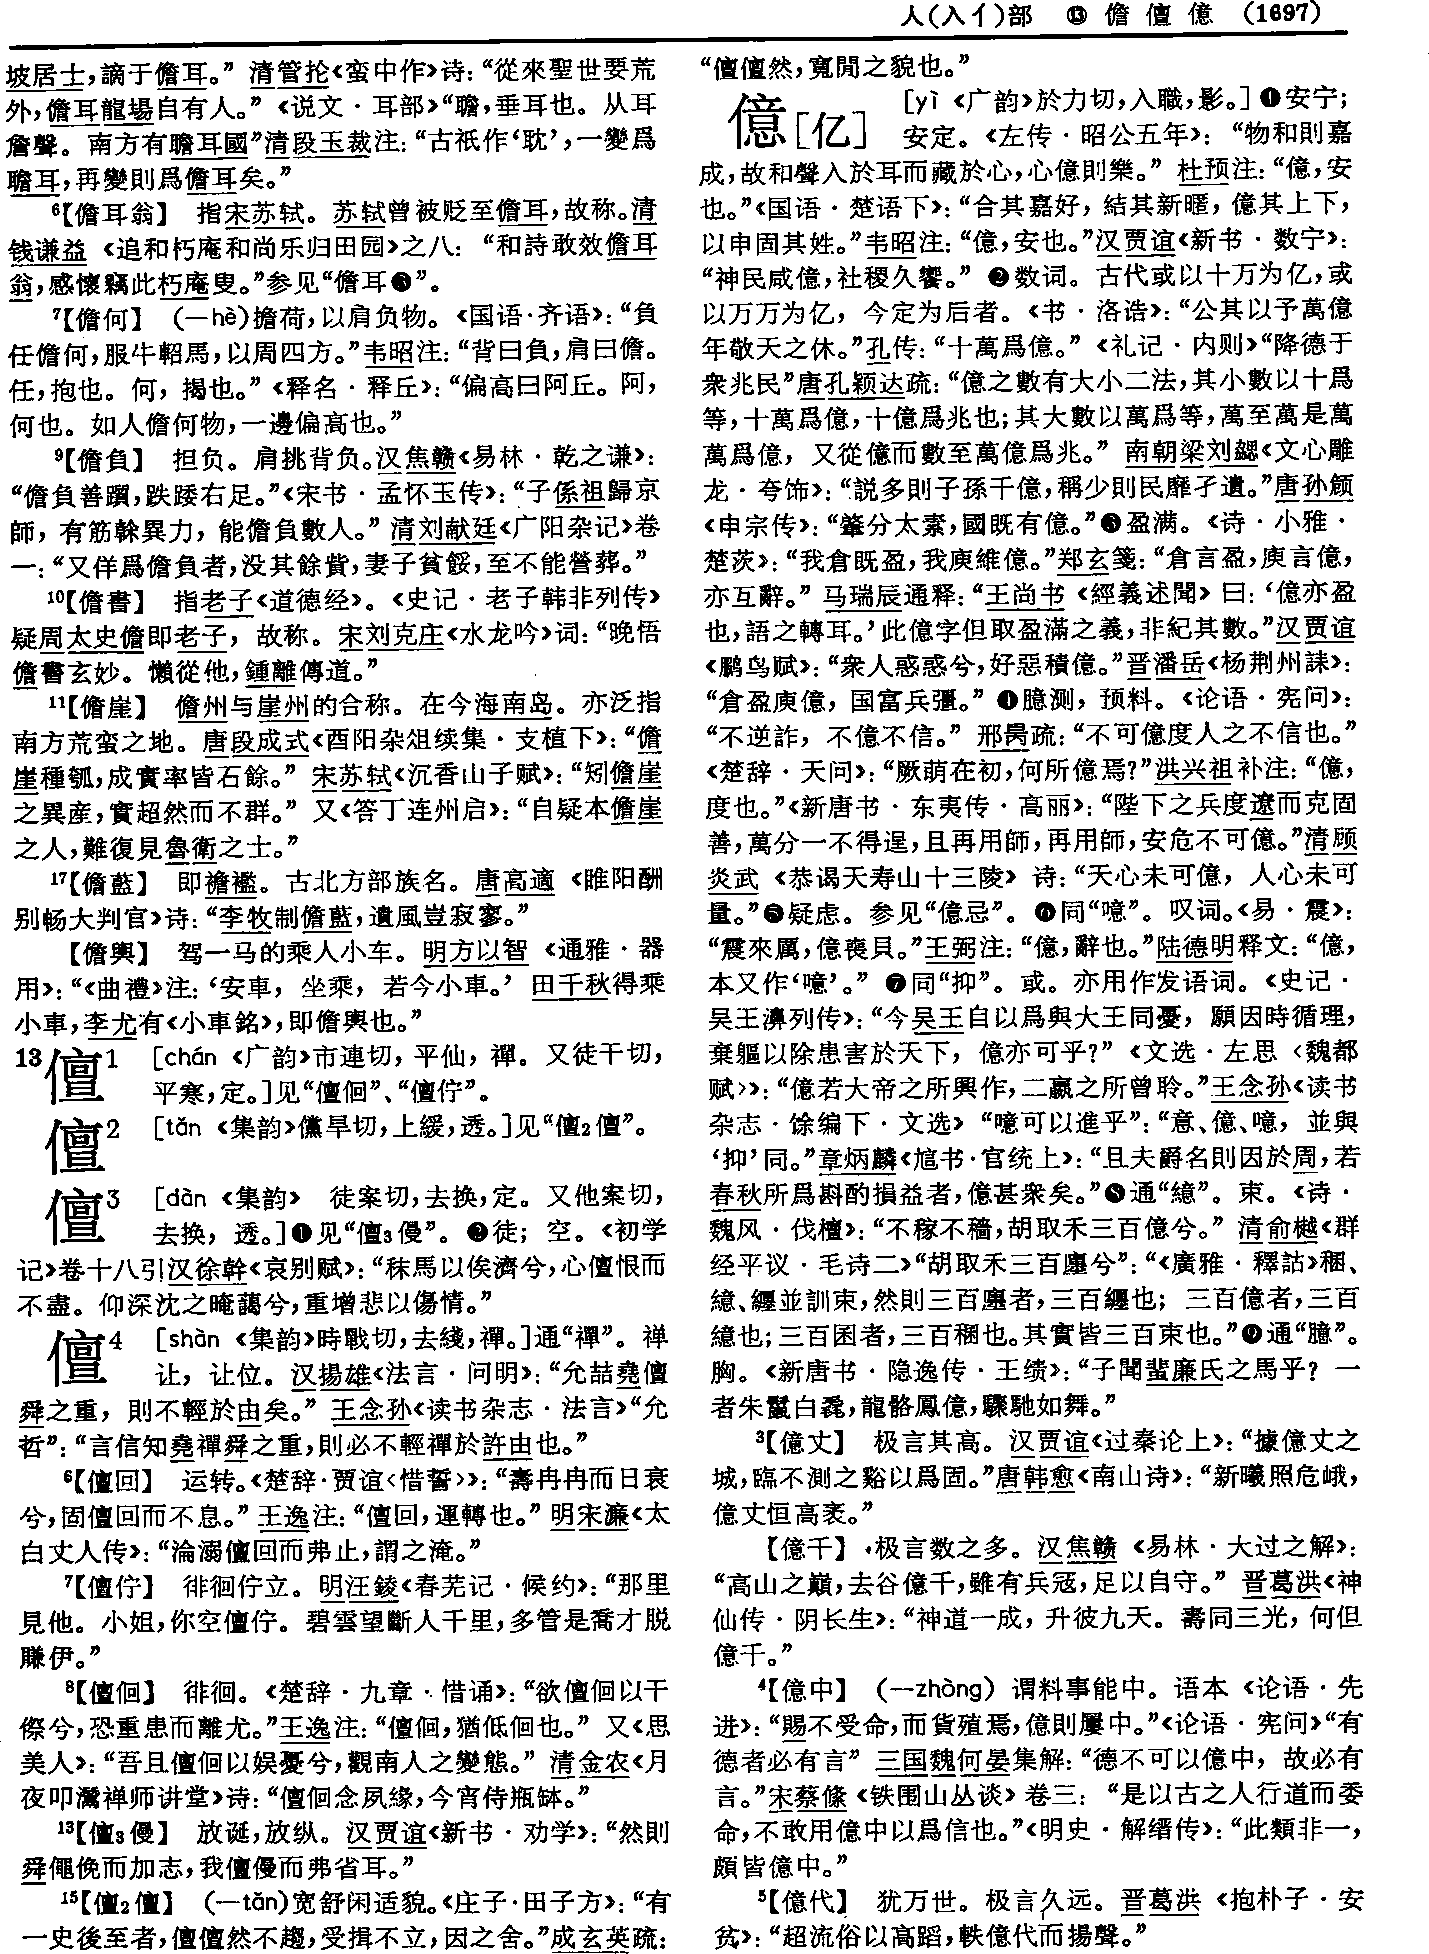 人(入亻)部 ⓭ 儋 儃 億 (1697)
坡居士，謫于儋耳。” 清管抡《蛮中作》诗：“從來聖世要荒
外，儋耳龍場自有人。” 《说文·耳部》“瞻，垂耳也。从耳
詹聲。南方有瞻耳國”清段玉裁注：“古祇作‘耽’，一變爲
瞻耳，再變則爲儋耳矣。”
⁶【儋耳翁】 指宋苏轼。苏轼曾被贬至儋耳，故称。清
钱谦益《追和朽庵和尚乐归田园》之八：“和詩敢效儋耳
翁，感懷竊此朽庵叟。”参见“儋耳❸”。
⁷【儋何】 (—hè)擔荷，以肩负物。《国语·齐语》：“負
任儋何，服牛軺馬，以周四方。”韦昭注：“背曰負，肩曰儋。
任，抱也。何，揭也。”《释名·释丘》：“偏高曰阿丘。阿，
何也。如人儋何物，一邊偏高也。”
⁹【儋負】 担负。肩挑背负。汉焦赣《易林·乾之谦》：
“儋負善躓，跌踒右足。”《宋书·孟怀玉传》：“子係祖歸京
師，有筋幹異力，能儋負數人。”清刘献廷《广阳杂记》卷
一：“又佯爲儋負者，没其餘貲，妻子貧餒，至不能營葬。”
¹⁰【儋書】 指老子《道德经》。《史记·老子韩非列传》
疑周太史儋即老子，故称。宋刘克庄《水龙吟》词：“晚悟
儋書玄妙。懶從他，鍾離傳道。”
¹¹【儋崖】 儋州与崖州的合称。在今海南岛。亦泛指
南方荒蛮之地。唐段成式《酉阳杂俎续集·支植下》：“儋
崖種瓠，成實率皆石餘。”宋苏轼《沉香山子赋》：“矧儋崖
之異産，實超然而不群。”又《答丁连州启》：“自疑本儋崖
之人，難復見魯衛之士。”
¹⁷【儋藍】 即襜襤。古北方部族名。唐高適《睢阳酬
别畅大判官》诗：“李牧制儋藍，遺風豈寂寥。”
【儋輿】 驾一马的乘人小车。明方以智《通雅·器
用》：“《曲禮》注：‘安車，坐乘，若今小車。’田千秋得乘
小車，李尤有《小車銘》，即儋輿也。”
13儃1 [chán 《广韵》市連切，平仙，禪。又徒干切，
平寒，定。]见“儃佪”、“儃佇”。
儃2 [tǎn 《集韵》儻旱切，上緩，透。]见“儃2儃”。
儃3 [dàn 《集韵》 徒案切，去换，定。又他案切，
去换，透。]❶见“儃3僈”。❷徒；空。《初学
记》卷十八引汉徐幹《哀别赋》：“秣馬以俟濟兮，心儃恨而
不盡。仰深沈之晻藹兮，重增悲以傷情。”
儃4 [shàn 《集韵》時戰切，去綫，禪。]通“禪”。禅
让，让位。汉揚雄《法言·问明》：“允喆堯儃
舜之重，則不輕於由矣。”王念孙《读书杂志·法言》“允
哲”：“言信知堯禪舜之重，則必不輕禪於許由也。”
⁶【儃回】 运转。《楚辞·贾谊〈惜誓〉》：“壽冉冉而日衰
兮，固儃回而不息。”王逸注：“儃回，運轉也。”明宋濂《太
白丈人传》：“淪溺儃回而弗止，謂之淹。”
⁷【儃佇】 徘徊佇立。明汪錂《春芜记·候约》：“那里
見他。小姐，你空儃佇。碧雲望斷人千里，多管是喬才脱
賺伊。”
⁸【儃佪】 徘徊。《楚辞·九章·惜诵》：“欲儃佪以干
傺兮，恐重患而離尤。”王逸注：“儃佪，猶低佪也。”又《思
美人》：“吾且儃佪以娱憂兮，觀南人之變態。”清金农《月
夜叩灣禅师讲堂》诗：“儃佪念夙緣，今宵侍瓶缽。”
¹³【儃3僈】 放诞，放纵。汉贾谊《新书·劝学》：“然則
舜僶俛而加志，我儃僈而弗省耳。”
¹⁵【儃2儃】 (—tǎn)宽舒闲适貌。《庄子·田子方》：“有
一史後至者，儃儃然不趨，受揖不立，因之舍。”成玄英疏：
“儃儃然，寬閒之貌也。”
億[亿] [yì 《广韵》於力切，入職，影。]❶安宁；
安定。《左传·昭公五年》：“物和則嘉
成，故和聲入於耳而藏於心，心億則樂。”杜预注：“億，安
也。”《国语·楚语下》：“合其嘉好，結其新暱，億其上下，
以申固其姓。”韦昭注：“億，安也。”汉贾谊《新书·数宁》：
“神民咸億，社稷久饗。”❷数词。古代或以十万为亿，或
以万万为亿，今定为后者。《书·洛诰》：“公其以予萬億
年敬天之休。”孔传：“十萬爲億。”《礼记·内则》“降德于
衆兆民”唐孔颖达疏：“億之數有大小二法，其小數以十爲
等，十萬爲億，十億爲兆也；其大數以萬爲等，萬至萬是萬
萬爲億，又從億而數至萬億爲兆。”南朝梁刘勰《文心雕
龙·夸饰》：“説多則子孫千億，稱少則民靡孑遺。”唐孙颀
《申宗传》：“肇分太素，國既有億。”❸盈满。《诗·小雅·
楚茨》：“我倉既盈，我庾維億。”郑玄箋：“倉言盈，庾言億，
亦互辭。”马瑞辰通释：“王尚书《經義述聞》曰：‘億亦盈
也，語之轉耳。’此億字但取盈滿之義，非紀其數。”汉贾谊
《鹏鸟赋》：“衆人惑惑兮，好惡積億。”晋潘岳《杨荆州誄》：
“倉盈庾億，国富兵彊。”❹臆测，预料。《论语·宪问》：
“不逆詐，不億不信。”邢昺疏：“不可億度人之不信也。”
《楚辞·天问》：“厥萌在初，何所億焉？”洪兴祖补注：“億，
度也。”《新唐书·东夷传·高丽》：“陛下之兵度遼而克固
善，萬分一不得逞，且再用師，再用師，安危不可億。”清顾
炎武《恭谒天寿山十三陵》诗：“天心未可億，人心未可
量。”❺疑虑。参见“億忌”。❻同“噫”。叹词。《易·震》：
“震來厲，億喪貝。”王弼注：“億，辭也。”陆德明释文：“億，
本又作‘噫’。”❼同“抑”。或。亦用作发语词。《史记·
吴王濞列传》：“今吴王自以爲與大王同憂，願因時循理，
棄軀以除患害於天下，億亦可乎？”《文选·左思〈魏都
赋〉》：“億若大帝之所興作，二嬴之所曾聆。”王念孙《读书
杂志·馀编下·文选》“噫可以進乎”：“意、億、噫，並與
‘抑’同。”章炳麟《訄书·官统上》：“且夫爵名則因於周，若
春秋所爲斟酌損益者，億甚衆矣。”❽通“繶”。束。《诗·
魏风·伐檀》：“不稼不穡，胡取禾三百億兮。”清俞樾《群
经平议·毛诗二》“胡取禾三百廛兮”：“《廣雅·釋詁》稛、
繶、纏並訓束，然則三百廛者，三百纏也；三百億者，三百
繶也；三百囷者，三百稛也。其實皆三百束也。”❾通“臆”。
胸。《新唐书·隐逸传·王绩》：“子聞蜚廉氏之馬乎？一
者朱鬣白毳，龍骼鳳億，驟馳如舞。”
³【億丈】 极言其高。汉贾谊《过秦论上》：“據億丈之
城，臨不測之谿以爲固。”唐韩愈《南山诗》：“新曦照危峨，
億丈恒高袤。”
【億千】 极言数之多。汉焦赣《易林·大过之解》：
“高山之巔，去谷億千，雖有兵寇，足以自守。”晋葛洪《神
仙传·阴长生》：“神道一成，升彼九天。壽同三光，何但
億千。”
⁴【億中】 (—zhòng) 谓料事能中。语本《论语·先
进》：“賜不受命，而貨殖焉，億則屢中。”《论语·宪问》“有
德者必有言”三国魏何晏集解：“德不可以億中，故必有
言。”宋蔡絛《铁围山丛谈》卷三：“是以古之人行道而委
命，不敢用億中以爲信也。”《明史·解缙传》：“此類非一，
頗皆億中。”
⁵【億代】 犹万世。极言久远。晋葛洪《抱朴子·安
贫》：“超流俗以高蹈，軼億代而揚聲。”